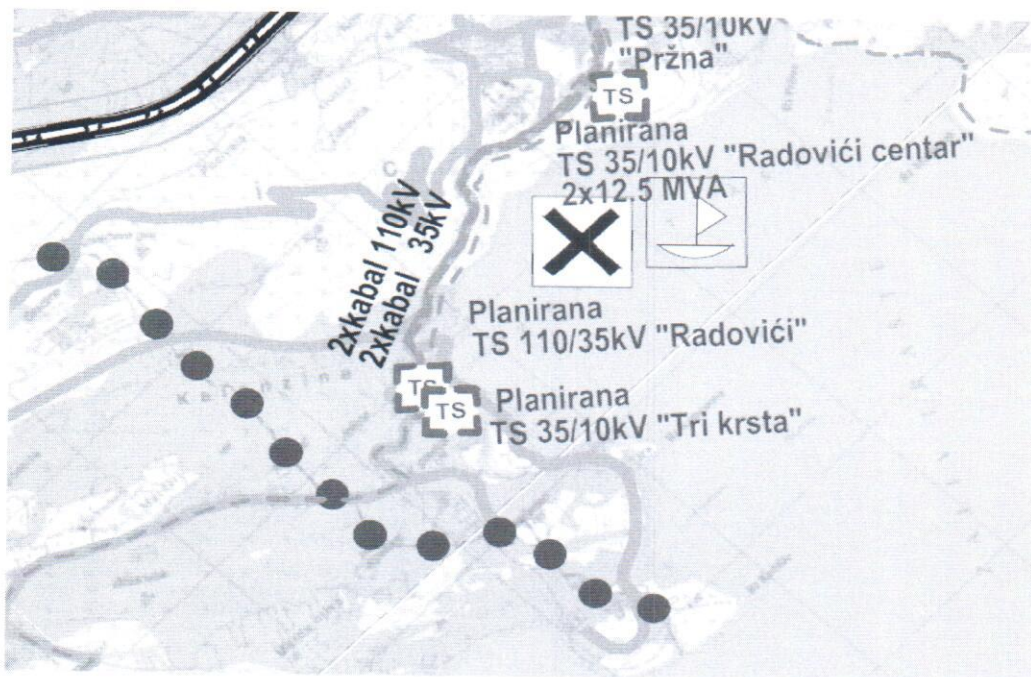 TS 35/10kV
"Pržna"
TS
Planirana
TS 35/10kV "Radovići centar"
2x12.5 MVA
2xkabal 110kV
2xkabal 35kV
Planirana
TS 110/35kV "Radovići"
TS
TS
Planirana
TS 35/10kV "Tri krsta"